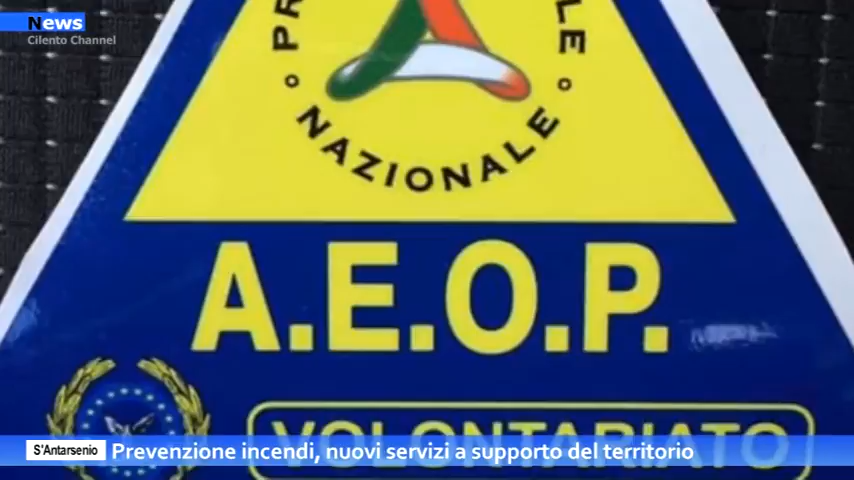 News
Cilento Channel
NAZIONALE
A.E.O.P.
VOLONTARIATO
S'Antarsenio
Prevenzione incendi, nuovi servizi a supporto del territorio